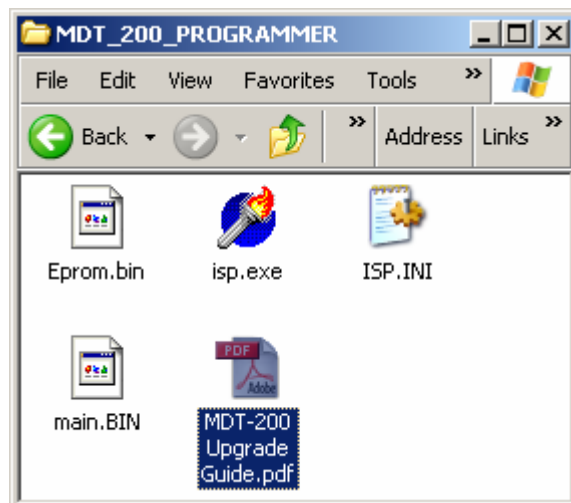 MDT_200_PROGRAMMER
File Edit View Favorites Tools »
Back » Address Links »
Eprom.bin isp.exe ISP.INI
PDF
Adobe
main.BIN MDT-200
Upgrade
Guide.pdf